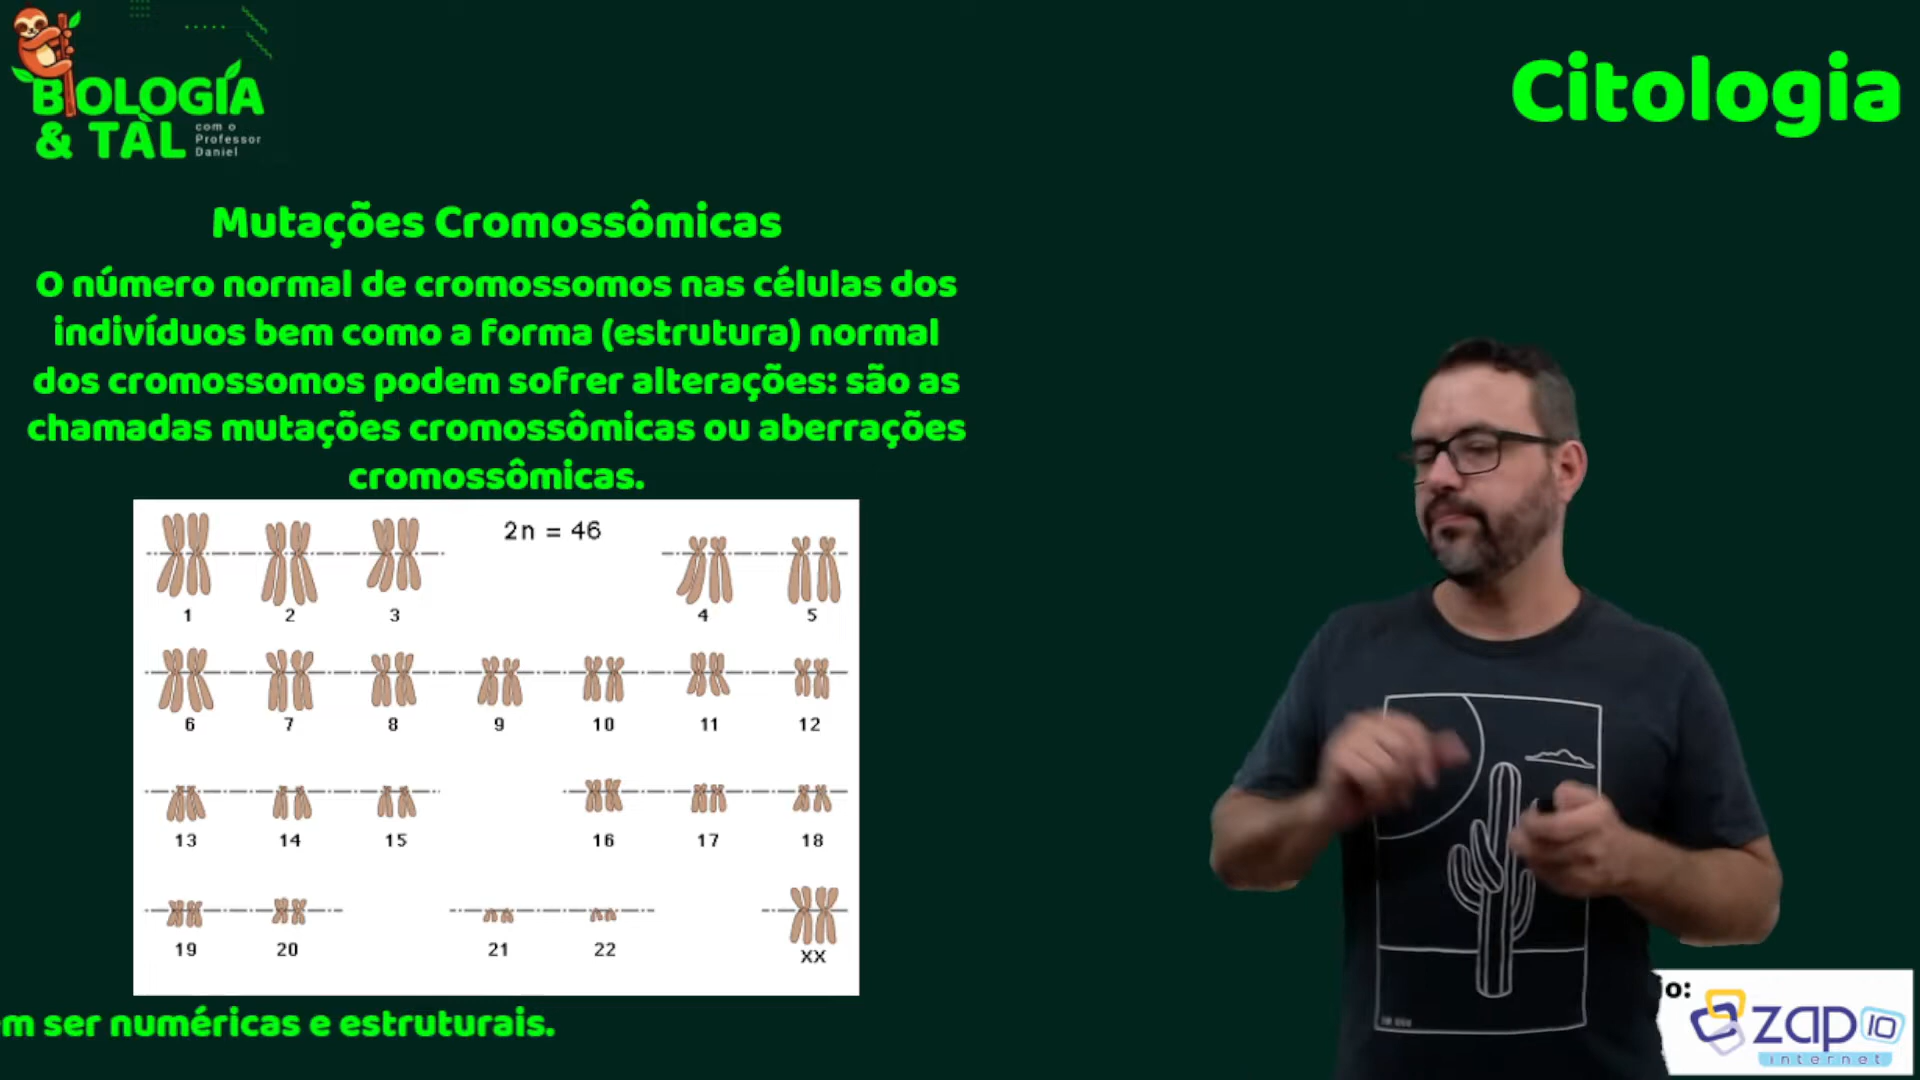 BIOLOGIA
& TAL
com o
Professor
Daniel
Citologia
Mutações Cromossômicas
O número normal de cromossomos nas células dos
indivíduos bem como a forma (estrutura) normal
dos cromossomos podem sofrer alterações: são as
chamadas mutações cromossômicas ou aberrações
cromossômicas.
2n = 46
1 2 3 4 5
6 7 8 9 10 11 12
13 14 15 16 17 18
19 20 21 22 XX
ser numéricas e estruturais.
zap 10
internet